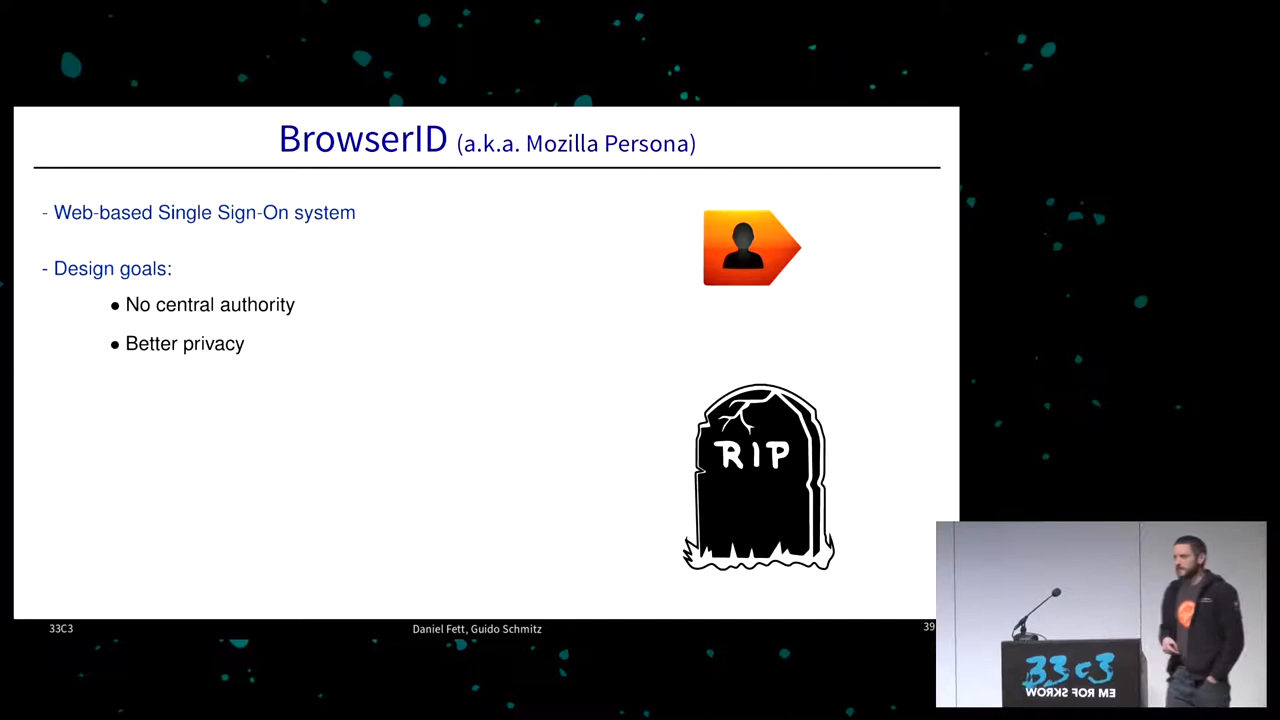 BrowserID (a.k.a. Mozilla Persona)
- Web-based Single Sign-On system
- Design goals:
● No central authority
● Better privacy
RIP
33C3
Daniel Fett, Guido Schmitz
39
33C3
WORKS FOR ME